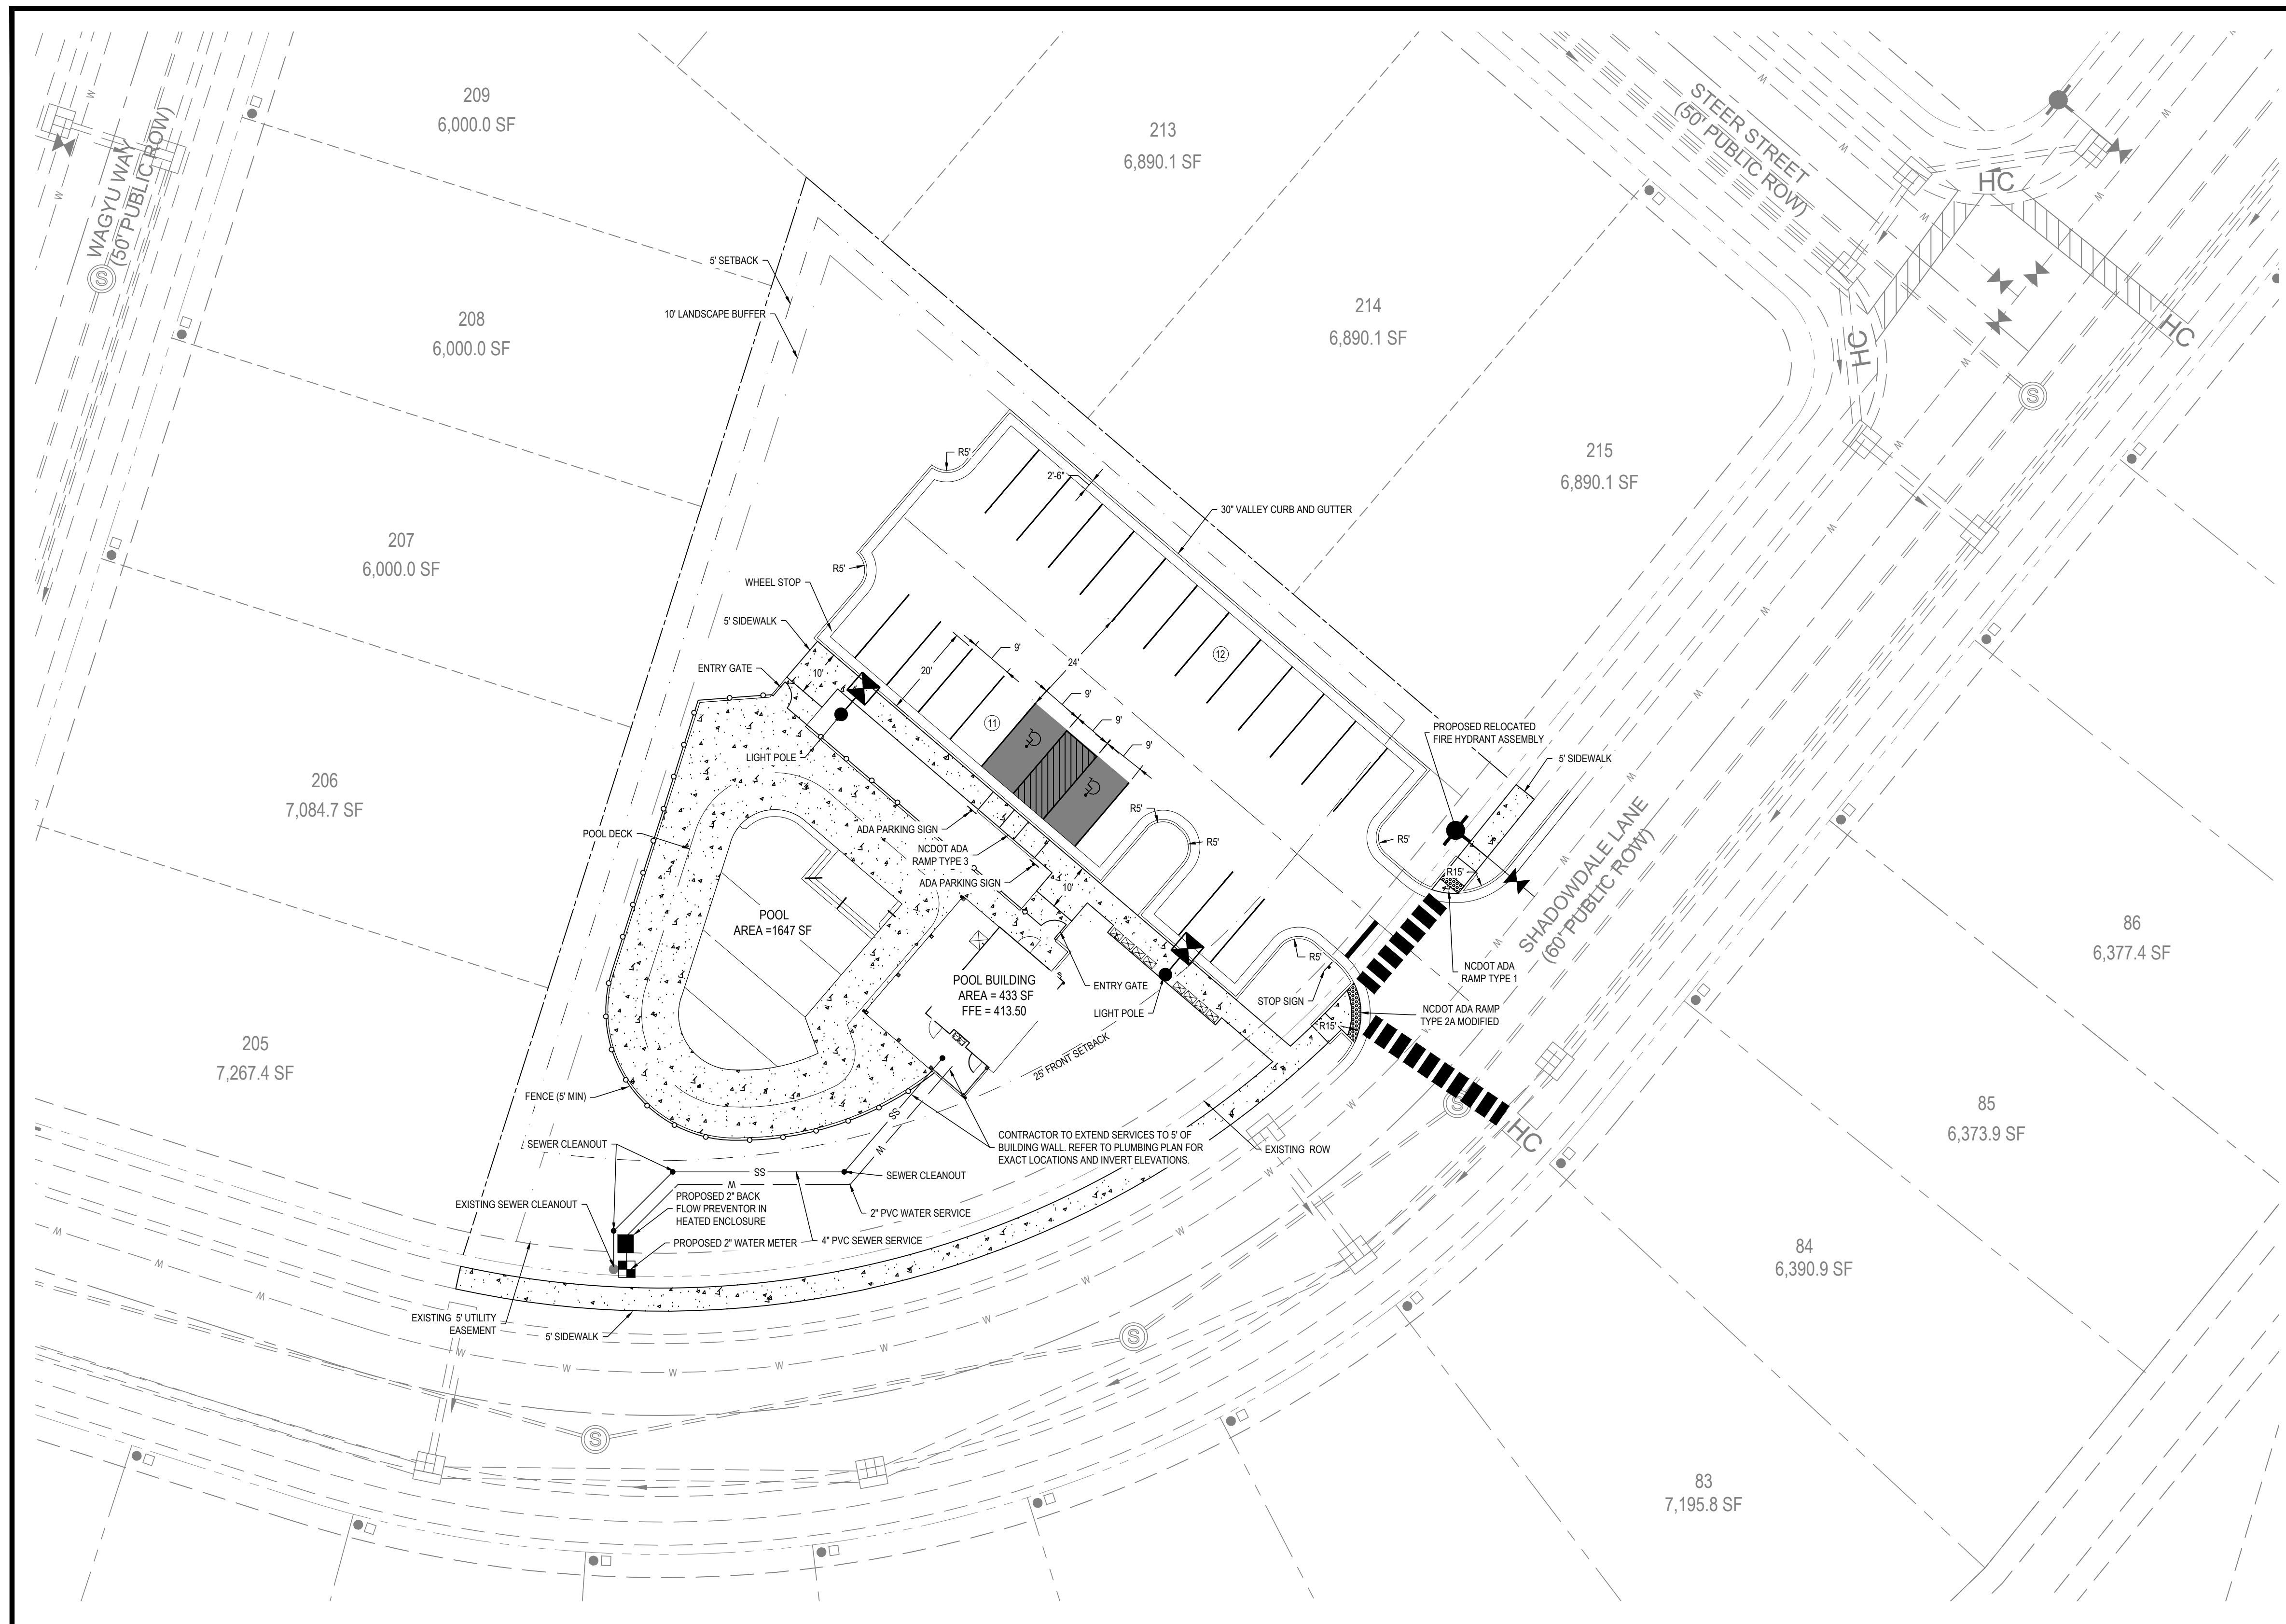 209
6,000.0 SF
213
6,890.1 SF
STEER STREET
(50' PUBLIC ROW)
WAGYU WAY
(50' PUBLIC ROW)
HC
S
5' SETBACK
10' LANDSCAPE BUFFER
208
6,000.0 SF
214
6,890.1 SF
HC
HC
S
R5'
2'-6"
215
6,890.1 SF
30" VALLEY CURB AND GUTTER
207
6,000.0 SF
R5'
WHEEL STOP
5' SIDEWALK
ENTRY GATE
10'
20'
9'
24'
12
9'
9'
9'
11
PROPOSED RELOCATED
FIRE HYDRANT ASSEMBLY
5' SIDEWALK
206
7,084.7 SF
LIGHT POLE
POOL DECK
ADA PARKING SIGN
NCDOT ADA
RAMP TYPE 3
ADA PARKING SIGN
R5'
R5'
R5'
R15'
10'
SHADOWDALE LANE
(60' PUBLIC ROW)
POOL
AREA =1647 SF
86
6,377.4 SF
POOL BUILDING
AREA = 433 SF
FFE = 413.50
ENTRY GATE
LIGHT POLE
R5'
STOP SIGN
R15'
NCDOT ADA
RAMP TYPE 1
NCDOT ADA RAMP
TYPE 2A MODIFIED
205
7,267.4 SF
25' FRONT SETBACK
FENCE (5' MIN)
S
HC
85
6,373.9 SF
SEWER CLEANOUT
SS
W
SS
W
SEWER CLEANOUT
CONTRACTOR TO EXTEND SERVICES TO 5' OF
BUILDING WALL. REFER TO PLUMBING PLAN FOR
EXACT LOCATIONS AND INVERT ELEVATIONS.
EXISTING ROW
EXISTING SEWER CLEANOUT
PROPOSED 2" BACK
FLOW PREVENTOR IN
HEATED ENCLOSURE
2" PVC WATER SERVICE
PROPOSED 2" WATER METER
4" PVC SEWER SERVICE
84
6,390.9 SF
EXISTING 5' UTILITY
EASEMENT
5' SIDEWALK
S
S
83
7,195.8 SF